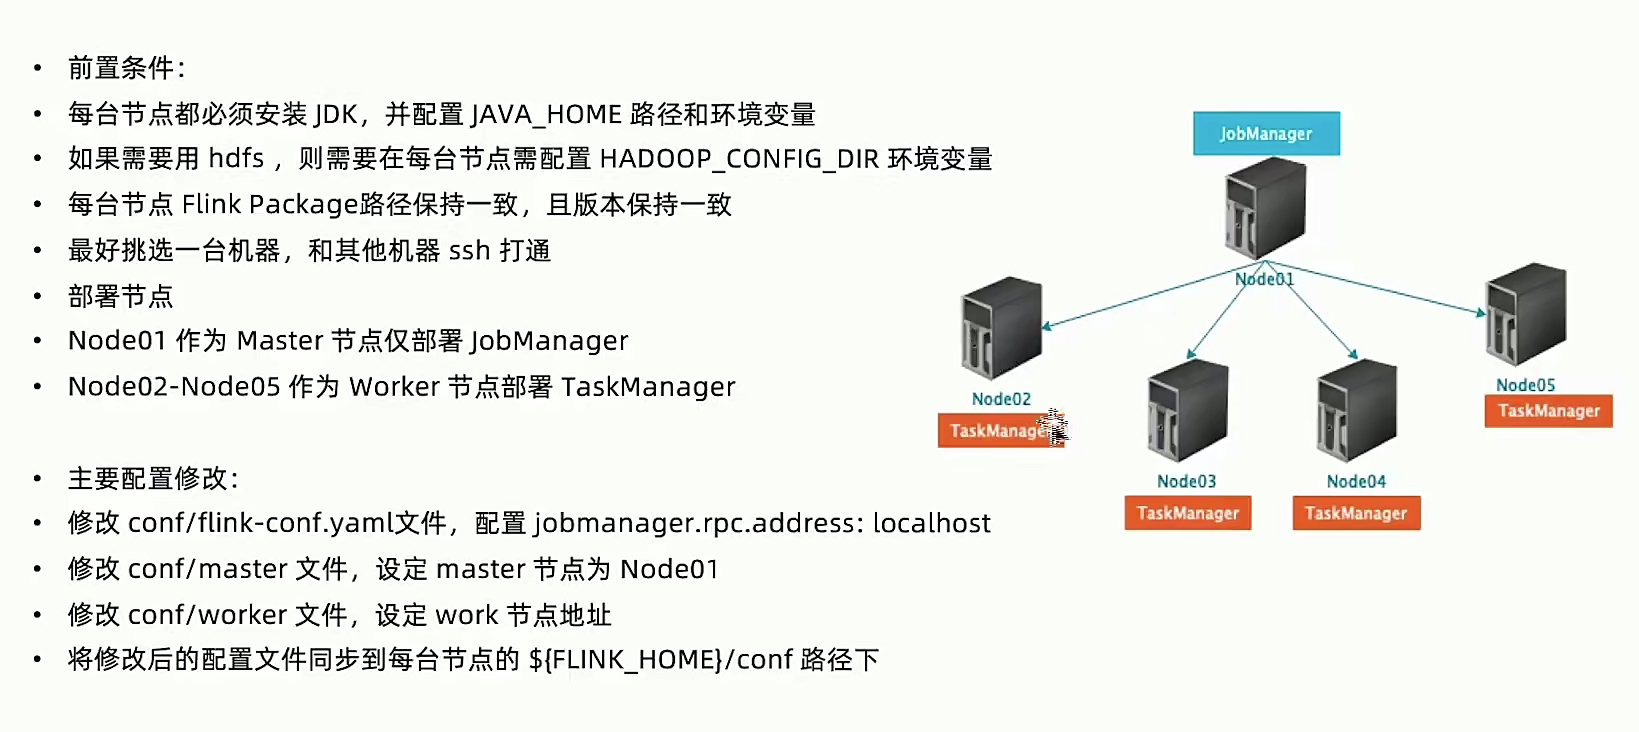 • 前置条件：
• 每台节点都必须安装 JDK，并配置 JAVA_HOME 路径和环境变量
• 如果需要用 hdfs ，则需要在每台节点需配置 HADOOP_CONFIG_DIR 环境变量
• 每台节点 Flink Package路径保持一致，且版本保持一致
• 最好挑选一台机器，和其他机器 ssh 打通
• 部署节点
• Node01 作为 Master 节点仅部署 JobManager
• Node02-Node05 作为 Worker 节点部署 TaskManager
• 主要配置修改：
• 修改 conf/flink-conf.yaml文件，配置 jobmanager.rpc.address: localhost
• 修改 conf/master 文件，设定 master 节点为 Node01
• 修改 conf/worker 文件，设定 work 节点地址
• 将修改后的配置文件同步到每台节点的 ${FLINK_HOME}/conf 路径下
JobManager
Node01
Node02
TaskManager
Node03
TaskManager
Node04
TaskManager
Node05
TaskManager